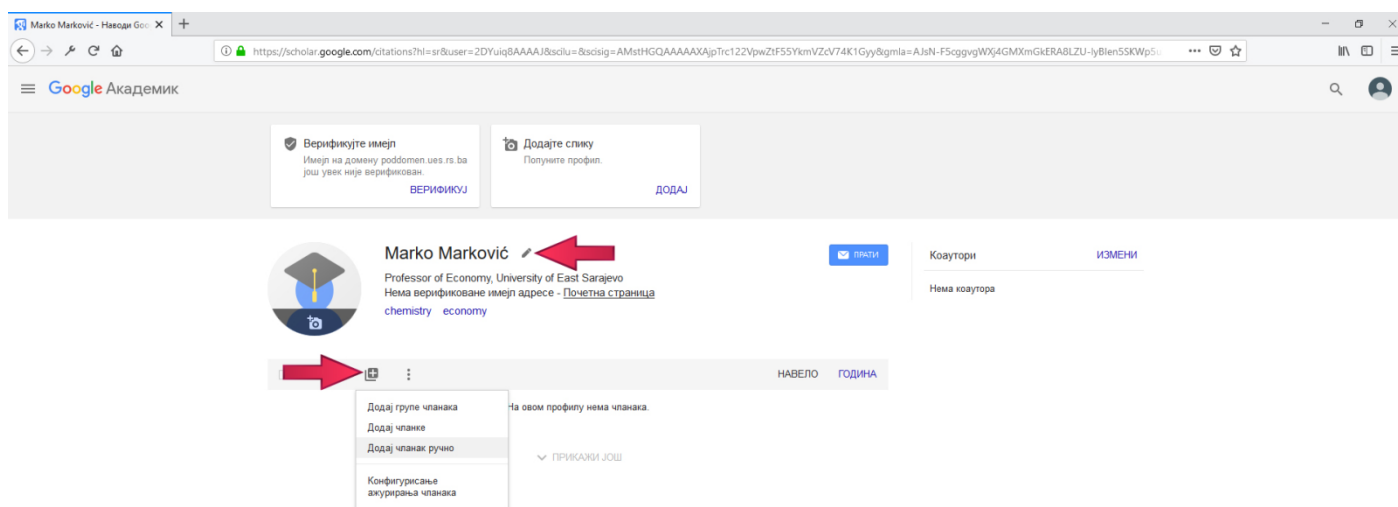 Marko Marković - Наводи Goo
https://scholar.google.com/citations?hl=sr&user=2DYuiq8AAAAJ&scilu=&scisig=AMstHGQAAAAAXAjpTrc122VpwZtF55YkmVZcV74K1Gyy&gmla=AJsN-F5cggvgWXj4GMXmGkERA8LZU-lyBlen5SKWp5u
Google Академик
Верификујте имејл
Имејл на домену poddomen.ues.rs.ba
још увек није верификован.
ВЕРИФИКУЈ
Додајте слику
Попуните профил.
ДОДАЈ
Marko Marković
Professor of Economy, University of East Sarajevo
Нема верификоване имејл адресе - Почетна страница
chemistry economy
ПРАТИ
Коаутори
ИЗМЕНИ
Нема коаутора
НАВЕЛО ГОДИНА
Додај групе чланака
Додај чланке
Додај чланак ручно
Конфигурисање
ажурирања чланака
На овом профилу нема чланака.
ПРИКАЖИ ЈОШ